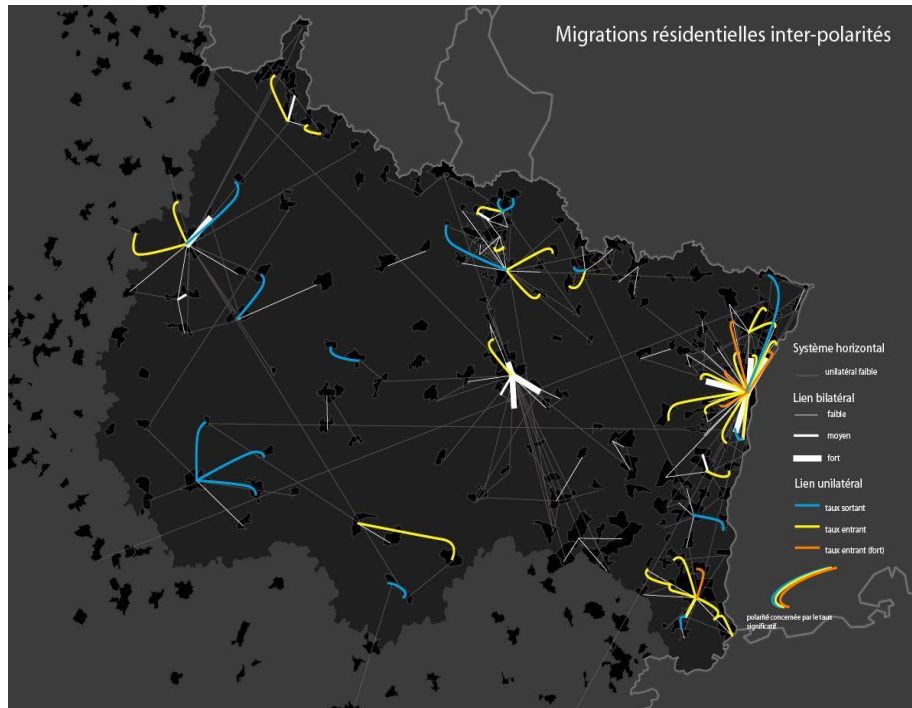 Migrations résidentielles inter-polarités
Système horizontal
unilatéral faible
Lien bilatéral
faible
moyen
fort
Lien unilatéral
taux sortant
taux entrant
taux entrant (fort)
polarité concernée par le taux
significatif